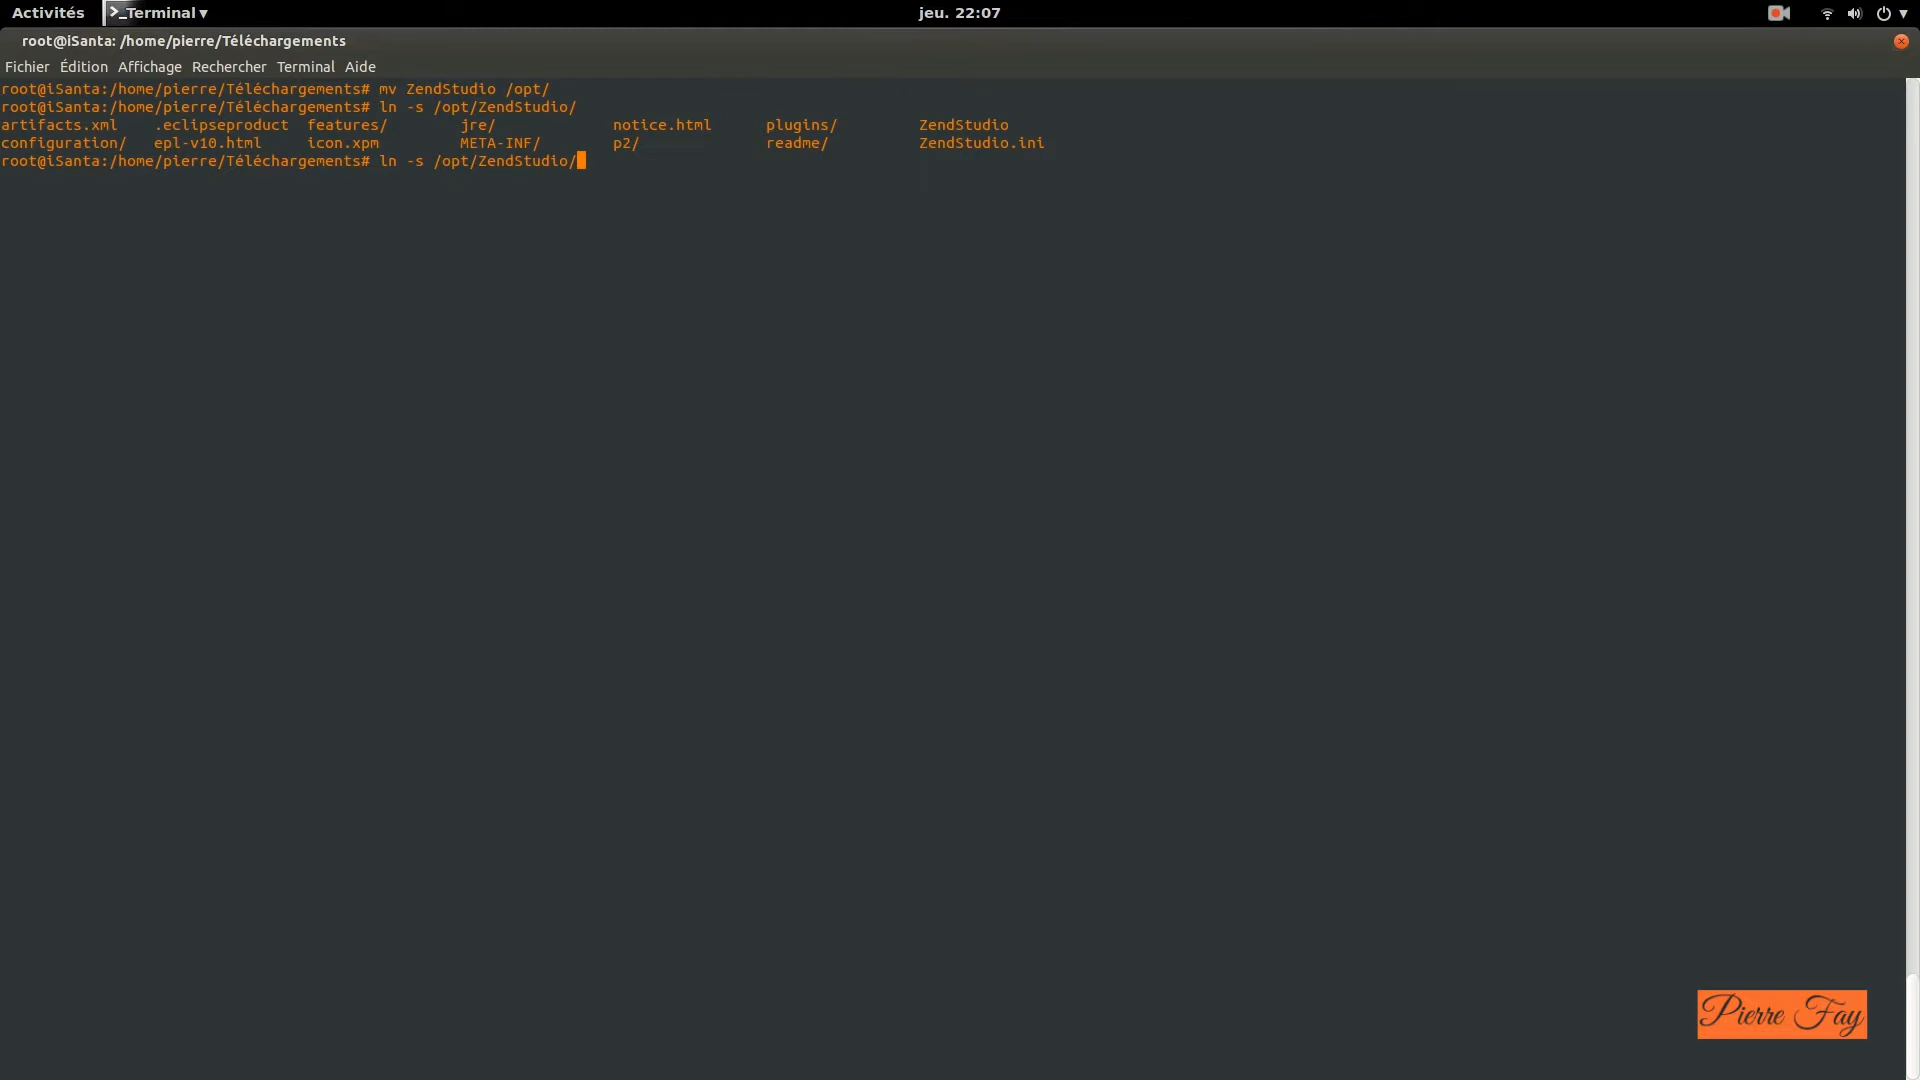 Activités >_Terminal ▾ jeu. 22:07
root@iSanta: /home/pierre/Téléchargements
Fichier Édition Affichage Rechercher Terminal Aide
root@iSanta:/home/pierre/Téléchargements# mv ZendStudio /opt/
root@iSanta:/home/pierre/Téléchargements# ln -s /opt/ZendStudio/
artifacts.xml .eclipseproduct features/ jre/ notice.html plugins/ ZendStudio
configuration/ epl-v10.html icon.xpm META-INF/ p2/ readme/ ZendStudio.ini
root@iSanta:/home/pierre/Téléchargements# ln -s /opt/ZendStudio/
Pierre Fay